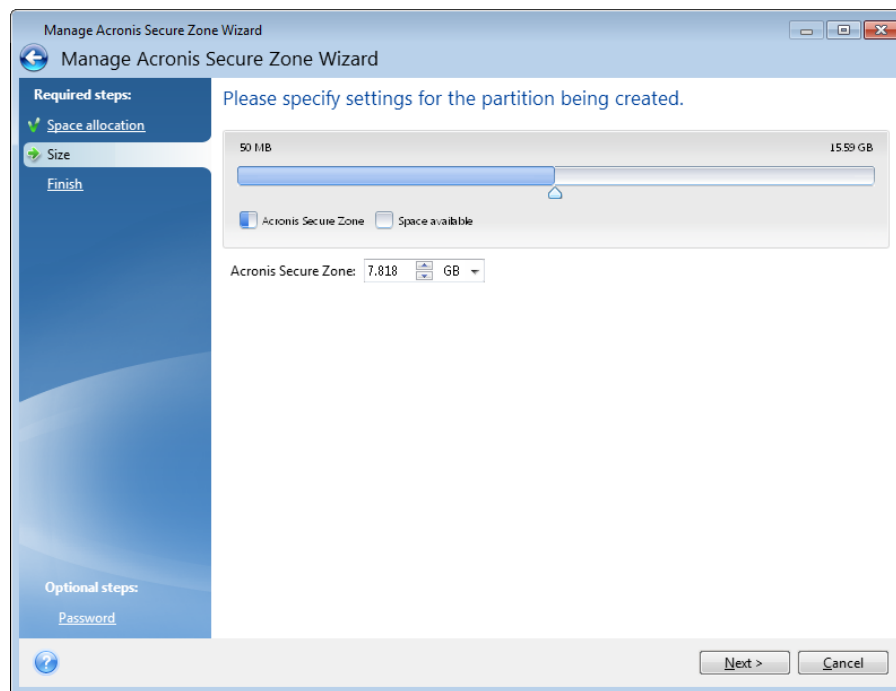 Manage Acronis Secure Zone Wizard
Manage Acronis Secure Zone Wizard
Required steps:
Space allocation
Size
Finish
Please specify settings for the partition being created.
50 MB 15.59 GB
Acronis Secure Zone Space available
Acronis Secure Zone: 7.818 GB
Optional steps:
Password
? Next > Cancel